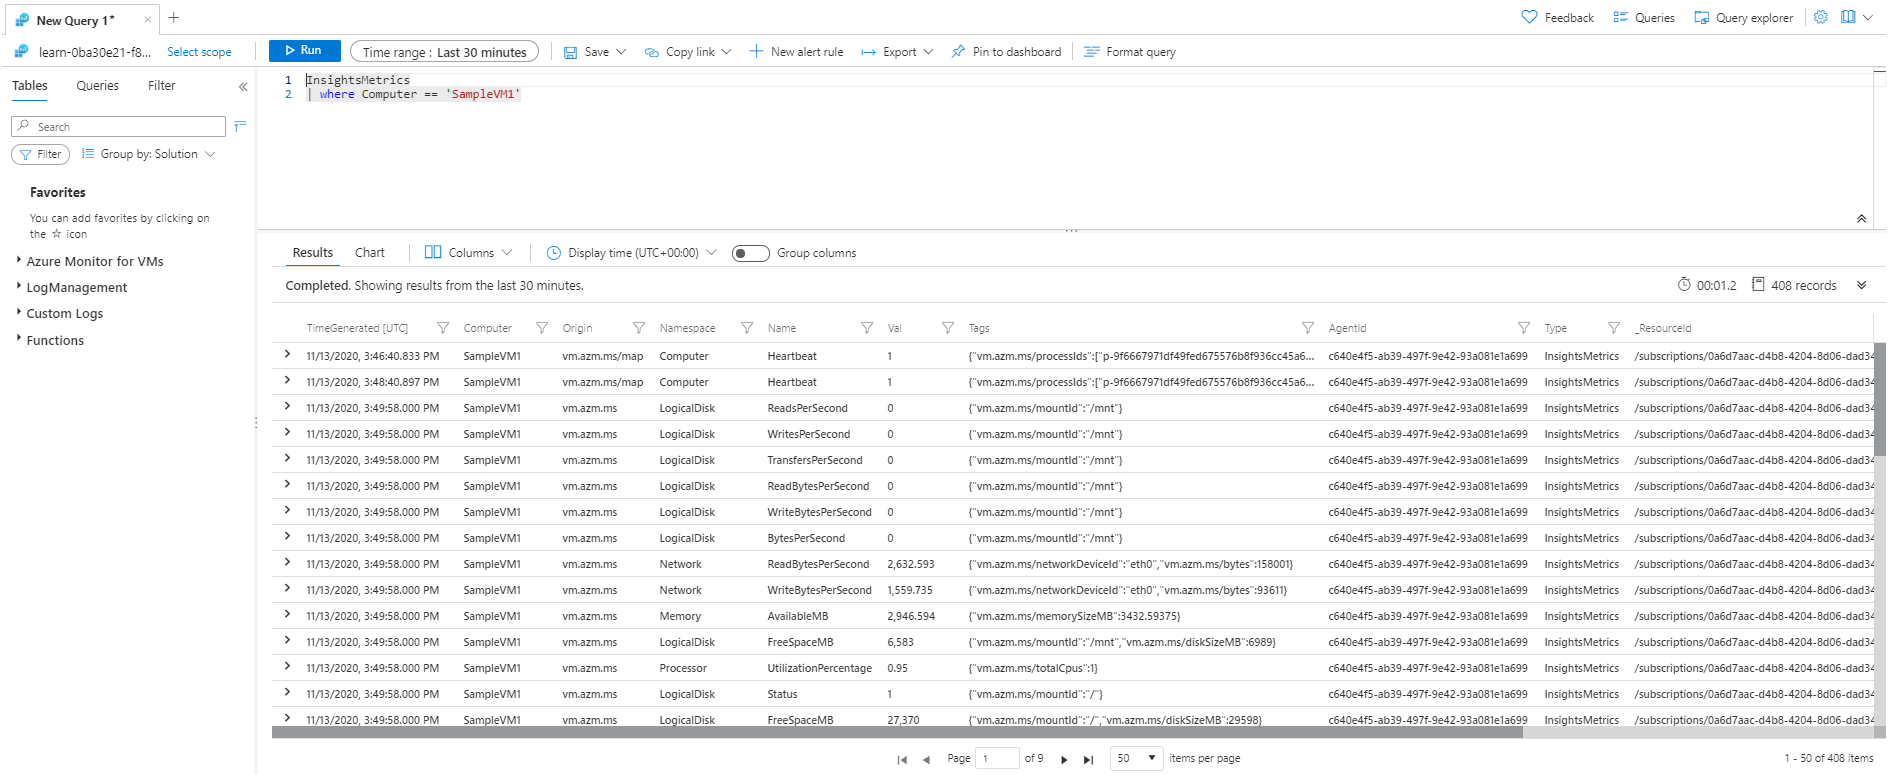 New Query 1* × +
Feedback Queries Query explorer
learn-0ba30e21-f8... Select scope Run Time range : Last 30 minutes Save Copy link New alert rule Export Pin to dashboard Format query
Tables Queries Filter «
Search
Filter Group by: Solution
Favorites
You can add favorites by clicking on
the ☆ icon
Azure Monitor for VMs
LogManagement
Custom Logs
Functions
1 InsightsMetrics
2 | where Computer == 'SampleVM1'
Results Chart Columns Display time (UTC+00:00) Group columns
Completed. Showing results from the last 30 minutes. 00:01.2 408 records
TimeGenerated [UTC] Computer Origin Namespace Name Val Tags AgentId Type _ResourceId
11/13/2020, 3:46:40.833 PM SampleVM1 vm.azm.ms/map Computer Heartbeat 1 {"vm.azm.ms/processIds":["p-9f6667971df49fed675576b8f936cc45a6... c640e4f5-ab39-497f-9e42-93a081e1a699 InsightsMetrics /subscriptions/0a6d7aac-d4b8-4204-8d06-dad34
11/13/2020, 3:48:40.897 PM SampleVM1 vm.azm.ms/map Computer Heartbeat 1 {"vm.azm.ms/processIds":["p-9f6667971df49fed675576b8f936cc45a6... c640e4f5-ab39-497f-9e42-93a081e1a699 InsightsMetrics /subscriptions/0a6d7aac-d4b8-4204-8d06-dad34
11/13/2020, 3:49:58.000 PM SampleVM1 vm.azm.ms LogicalDisk ReadsPerSecond 0 {"vm.azm.ms/mountId":"/mnt"} c640e4f5-ab39-497f-9e42-93a081e1a699 InsightsMetrics /subscriptions/0a6d7aac-d4b8-4204-8d06-dad34
11/13/2020, 3:49:58.000 PM SampleVM1 vm.azm.ms LogicalDisk WritesPerSecond 0 {"vm.azm.ms/mountId":"/mnt"} c640e4f5-ab39-497f-9e42-93a081e1a699 InsightsMetrics /subscriptions/0a6d7aac-d4b8-4204-8d06-dad34
11/13/2020, 3:49:58.000 PM SampleVM1 vm.azm.ms LogicalDisk TransfersPerSecond 0 {"vm.azm.ms/mountId":"/mnt"} c640e4f5-ab39-497f-9e42-93a081e1a699 InsightsMetrics /subscriptions/0a6d7aac-d4b8-4204-8d06-dad34
11/13/2020, 3:49:58.000 PM SampleVM1 vm.azm.ms LogicalDisk ReadBytesPerSecond 0 {"vm.azm.ms/mountId":"/mnt"} c640e4f5-ab39-497f-9e42-93a081e1a699 InsightsMetrics /subscriptions/0a6d7aac-d4b8-4204-8d06-dad34
11/13/2020, 3:49:58.000 PM SampleVM1 vm.azm.ms LogicalDisk WriteBytesPerSecond 0 {"vm.azm.ms/mountId":"/mnt"} c640e4f5-ab39-497f-9e42-93a081e1a699 InsightsMetrics /subscriptions/0a6d7aac-d4b8-4204-8d06-dad34
11/13/2020, 3:49:58.000 PM SampleVM1 vm.azm.ms LogicalDisk BytesPerSecond 0 {"vm.azm.ms/mountId":"/mnt"} c640e4f5-ab39-497f-9e42-93a081e1a699 InsightsMetrics /subscriptions/0a6d7aac-d4b8-4204-8d06-dad34
11/13/2020, 3:49:58.000 PM SampleVM1 vm.azm.ms Network ReadBytesPerSecond 2,632.593 {"vm.azm.ms/networkDeviceId":"eth0","vm.azm.ms/bytes":158001} c640e4f5-ab39-497f-9e42-93a081e1a699 InsightsMetrics /subscriptions/0a6d7aac-d4b8-4204-8d06-dad34
11/13/2020, 3:49:58.000 PM SampleVM1 vm.azm.ms Network WriteBytesPerSecond 1,559.735 {"vm.azm.ms/networkDeviceId":"eth0","vm.azm.ms/bytes":93611} c640e4f5-ab39-497f-9e42-93a081e1a699 InsightsMetrics /subscriptions/0a6d7aac-d4b8-4204-8d06-dad34
11/13/2020, 3:49:58.000 PM SampleVM1 vm.azm.ms Memory AvailableMB 2,946.594 {"vm.azm.ms/memorySizeMB":3432.59375} c640e4f5-ab39-497f-9e42-93a081e1a699 InsightsMetrics /subscriptions/0a6d7aac-d4b8-4204-8d06-dad34
11/13/2020, 3:49:58.000 PM SampleVM1 vm.azm.ms LogicalDisk FreeSpaceMB 6,583 {"vm.azm.ms/mountId":"/mnt","vm.azm.ms/diskSizeMB":6989} c640e4f5-ab39-497f-9e42-93a081e1a699 InsightsMetrics /subscriptions/0a6d7aac-d4b8-4204-8d06-dad34
11/13/2020, 3:49:58.000 PM SampleVM1 vm.azm.ms Processor UtilizationPercentage 0.95 {"vm.azm.ms/totalCpus":1} c640e4f5-ab39-497f-9e42-93a081e1a699 InsightsMetrics /subscriptions/0a6d7aac-d4b8-4204-8d06-dad34
11/13/2020, 3:49:58.000 PM SampleVM1 vm.azm.ms LogicalDisk Status 1 {"vm.azm.ms/mountId":"/"} c640e4f5-ab39-497f-9e42-93a081e1a699 InsightsMetrics /subscriptions/0a6d7aac-d4b8-4204-8d06-dad34
11/13/2020, 3:49:58.000 PM SampleVM1 vm.azm.ms LogicalDisk FreeSpaceMB 27,370 {"vm.azm.ms/mountId":"/","vm.azm.ms/diskSizeMB":29598} c640e4f5-ab39-497f-9e42-93a081e1a699 InsightsMetrics /subscriptions/0a6d7aac-d4b8-4204-8d06-dad34
Page 1 of 9 50 items per page 1 - 50 of 408 items